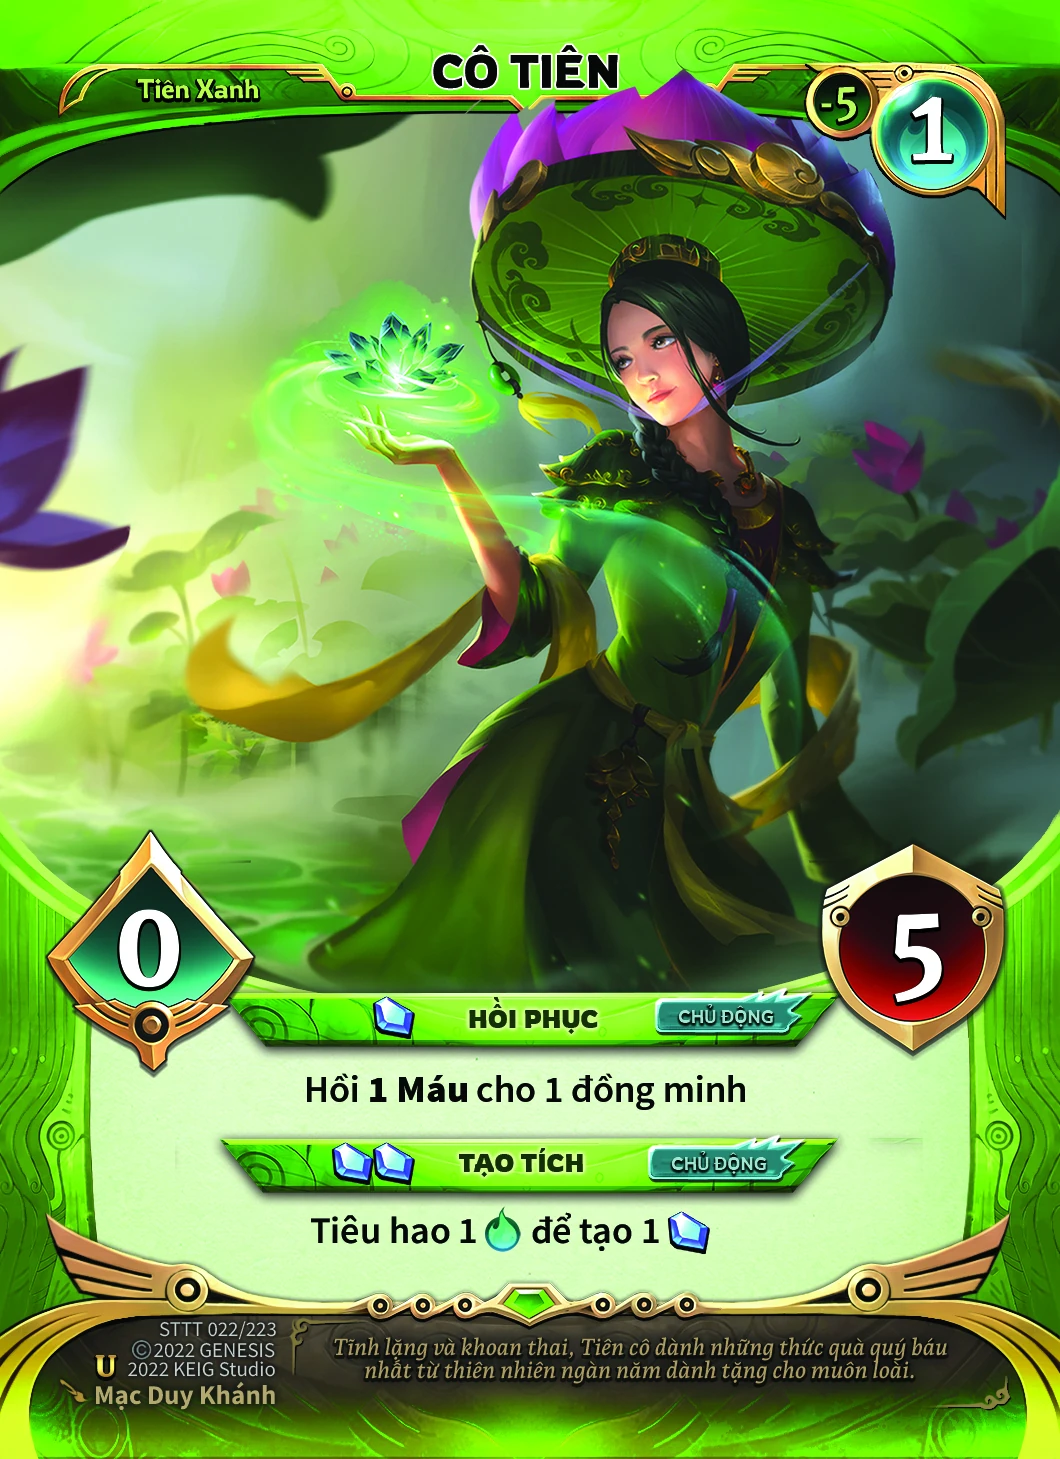 CÔ TIÊN
Tiên Xanh
-5
1
0
5
HỒI PHỤC
CHỦ ĐỘNG
Hồi 1 Máu cho 1 đồng minh
TẠO TÍCH
CHỦ ĐỘNG
Tiêu hao 1 để tạo 1
STTT 022/223
©2022 GENESIS
U 2022 KEIG Studio
Mạc Duy Khánh
Tĩnh lặng và khoan thai, Tiên cô dành những thức quà quý báu
nhất từ thiên nhiên ngàn năm dành tặng cho muôn loài.